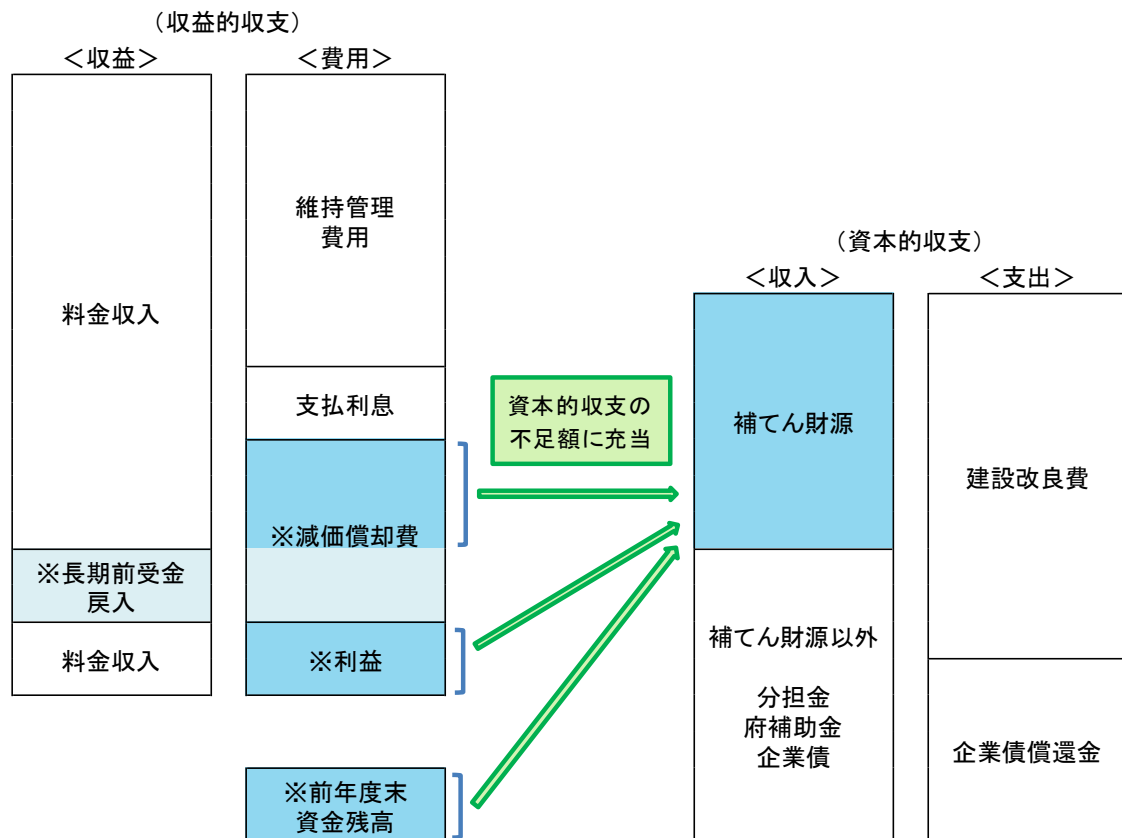 （収益的収支）
＜収益＞
＜費用＞
料金収入
※長期前受金
戻入
料金収入
維持管理
費用
支払利息
※減価償却費
※利益
※前年度末
資金残高
資本的収支の
不足額に充当
（資本的収支）
＜収入＞
＜支出＞
補てん財源
補てん財源以外
分担金
府補助金
企業債
建設改良費
企業債償還金